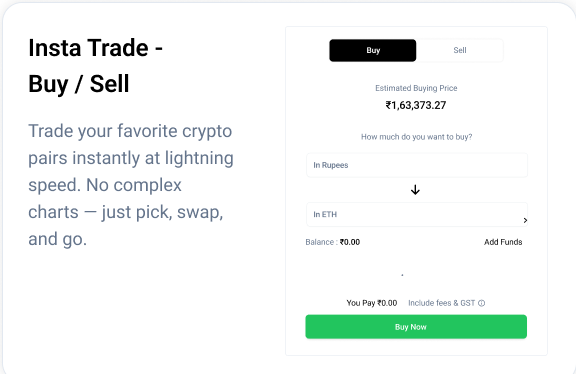 Insta Trade -
Buy / Sell
Trade your favorite crypto
pairs instantly at lightning
speed. No complex
charts — just pick, swap,
and go.
Buy Sell
Estimated Buying Price
₹1,63,373.27
How much do you want to buy?
In Rupees
In ETH
Balance : ₹0.00 Add Funds
You Pay ₹0.00 Include fees & GST
Buy Now